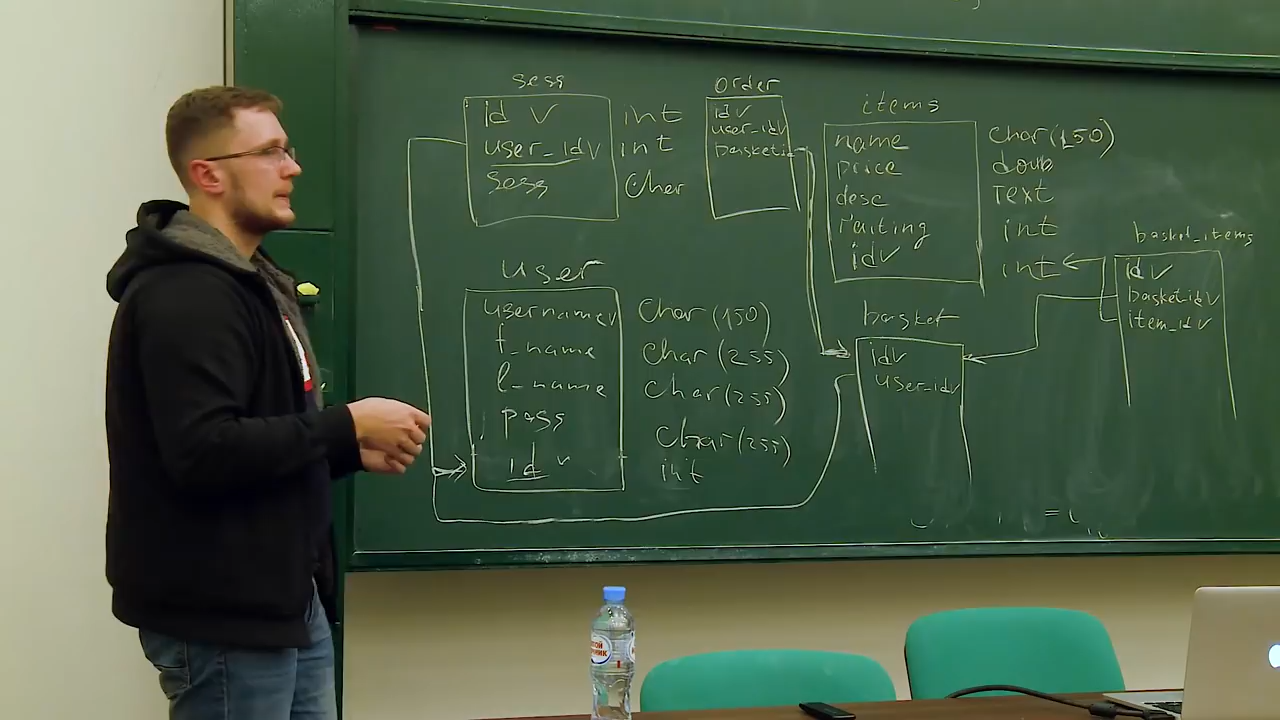 sess
id v int
user_id v int
sess char
order
id v
user_id v
basketid
items
name char(150)
price doub
desc Text
raiting int
id v int
user
username v char(150)
f_name char(255)
l_name char(255)
pass char(255)
id v int
basket
id v
user_id v
basket_items
id v
basketid v
item_id v